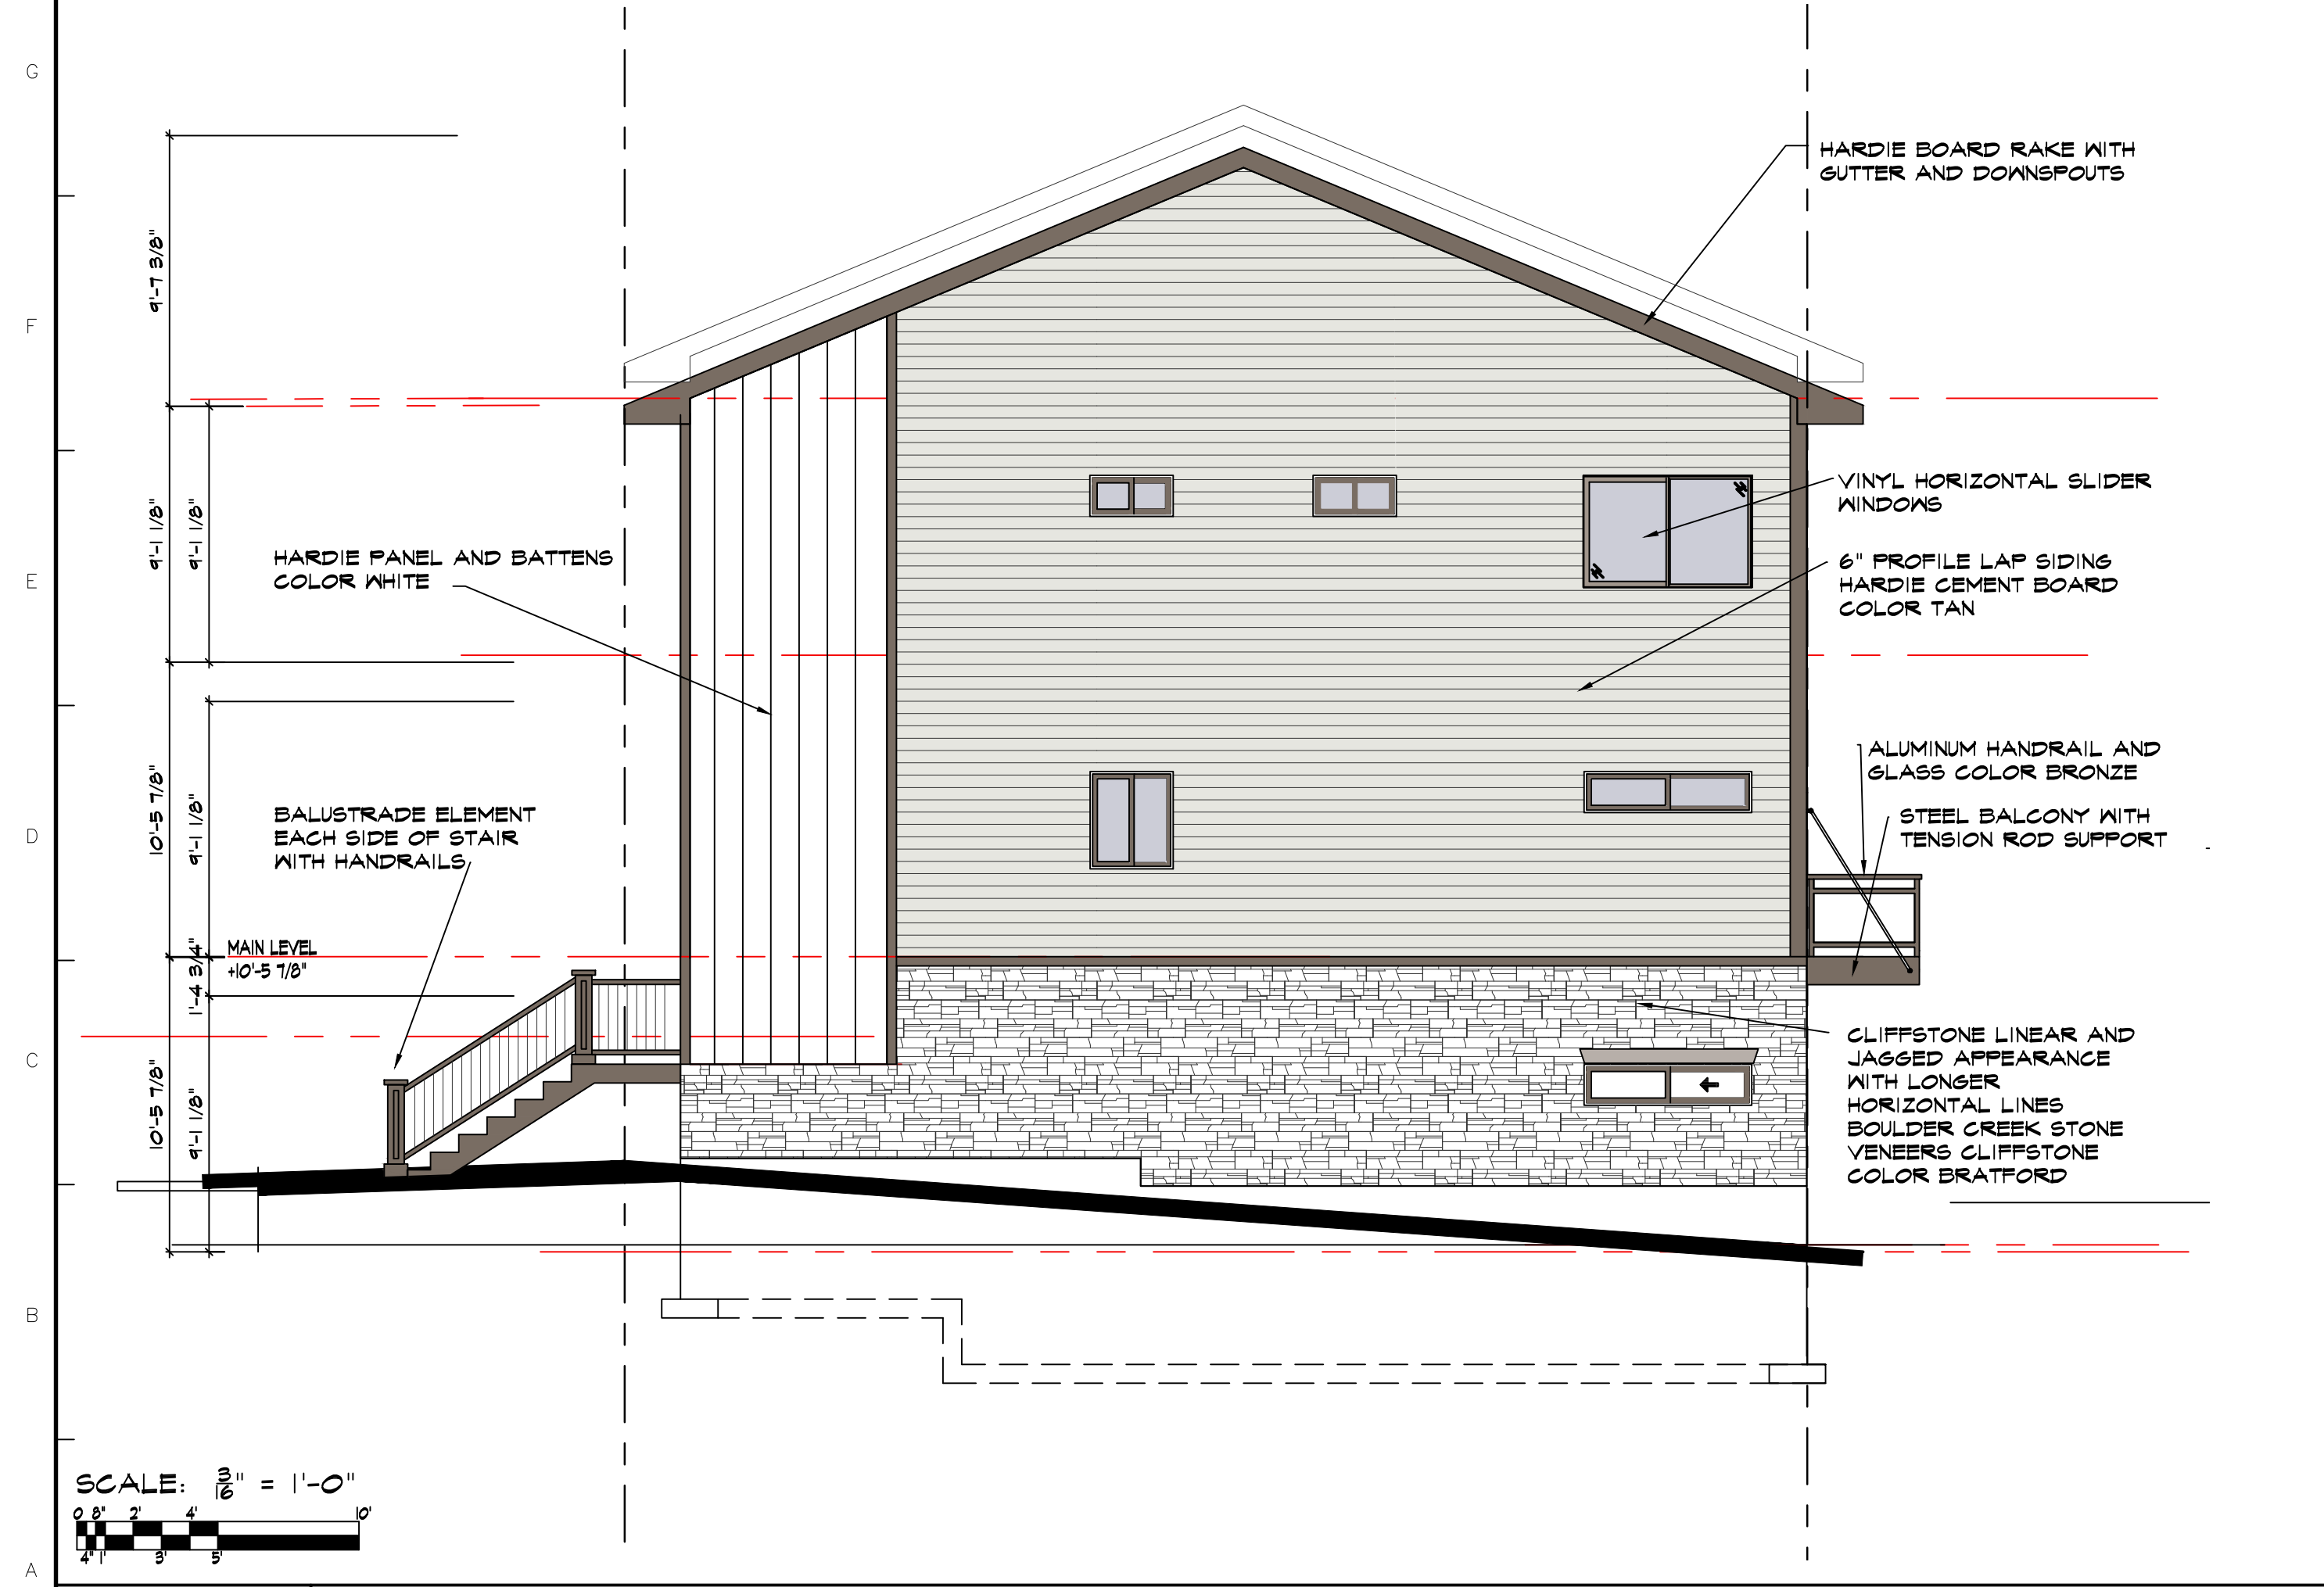 G
HARDIE BOARD RAKE WITH
GUTTER AND DOWNSPOUTS
9'-7 3/8"
F
VINYL HORIZONTAL SLIDER
WINDOWS
9'-1 1/8"
9'-1 1/8"
HARDIE PANEL AND BATTENS
COLOR WHITE
E
6" PROFILE LAP SIDING
HARDIE CEMENT BOARD
COLOR TAN
ALUMINUM HANDRAIL AND
GLASS COLOR BRONZE
10'-5 7/8"
9'-1 1/8"
BALUSTRADE ELEMENT
EACH SIDE OF STAIR
WITH HANDRAILS
D
STEEL BALCONY WITH
TENSION ROD SUPPORT
MAIN LEVEL
+10'-5 7/8"
1'-4 3/4"
C
CLIFFSTONE LINEAR AND
JAGGED APPEARANCE
WITH LONGER
HORIZONTAL LINES
BOULDER CREEK STONE
VENEERS CLIFFSTONE
COLOR BRATFORD
10'-5 7/8"
9'-1 1/8"
B
SCALE: 3/16" = 1'-0"
0 8" 2' 4' 10'
4" 1' 3' 5'
A